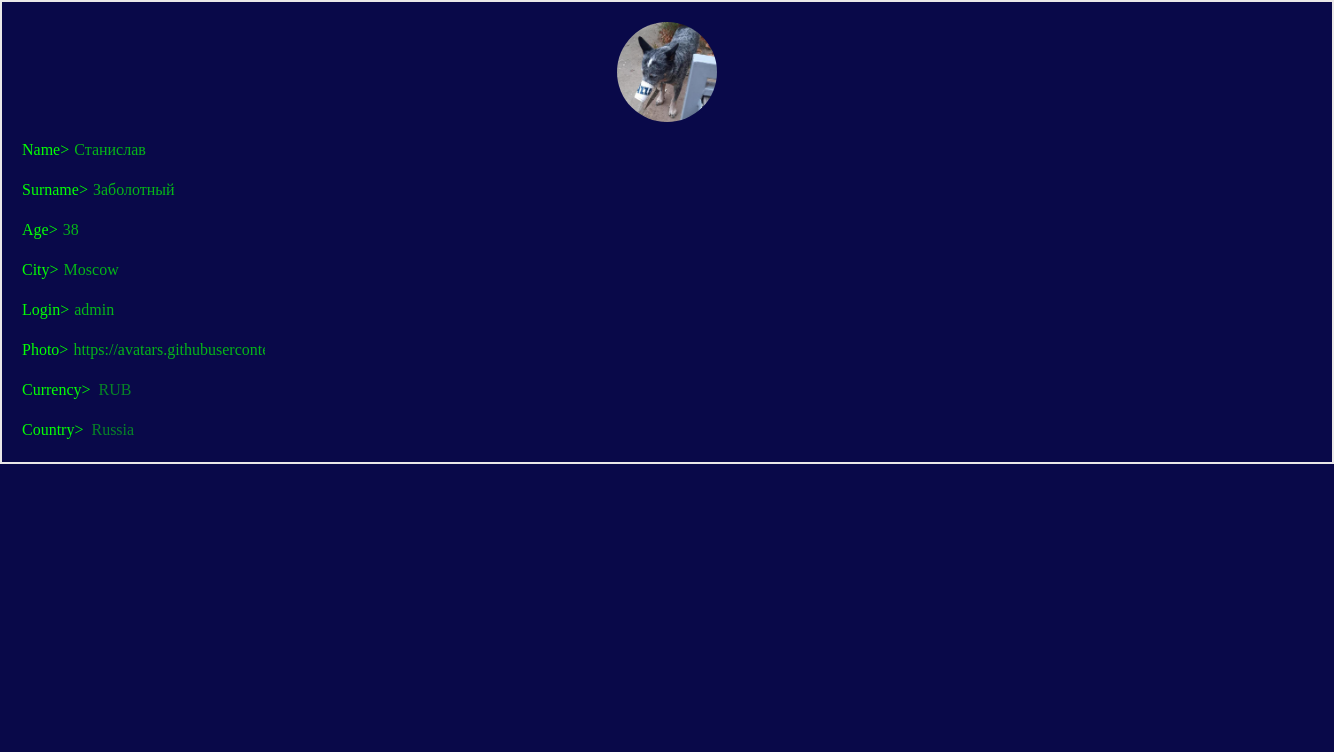 Name> Станислав
Surname> Заболотный
Age> 38
City> Moscow
Login> admin
Photo> https://avatars.githubuserconte
Currency> RUB
Country> Russia